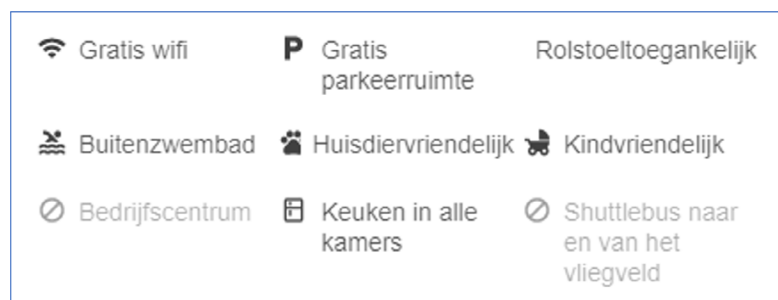 Gratis wifi
P Gratis
parkeerruimte
Rolstoeltoegankelijk
Buitenzwembad
Huisdiervriendelijk
Kindvriendelijk
Bedrijfscentrum
Keuken in alle
kamers
Shuttlebus naar
en van het
vliegveld